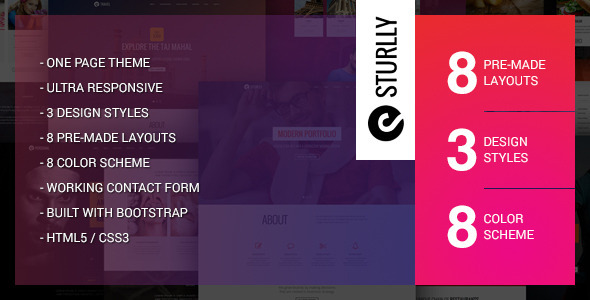 - ONE PAGE THEME
- ULTRA RESPONSIVE
- 3 DESIGN STYLES
- 8 PRE-MADE LAYOUTS
- 8 COLOR SCHEME
- WORKING CONTACT FORM
- BUILT WITH BOOTSTRAP
- HTML5 / CSS3
EXPLORE THE TAJ MAHAL
MODERN PORTFOLIO
ABOUT
STURLLY
8 PRE-MADE
LAYOUTS
3 DESIGN
STYLES
8 COLOR
SCHEME